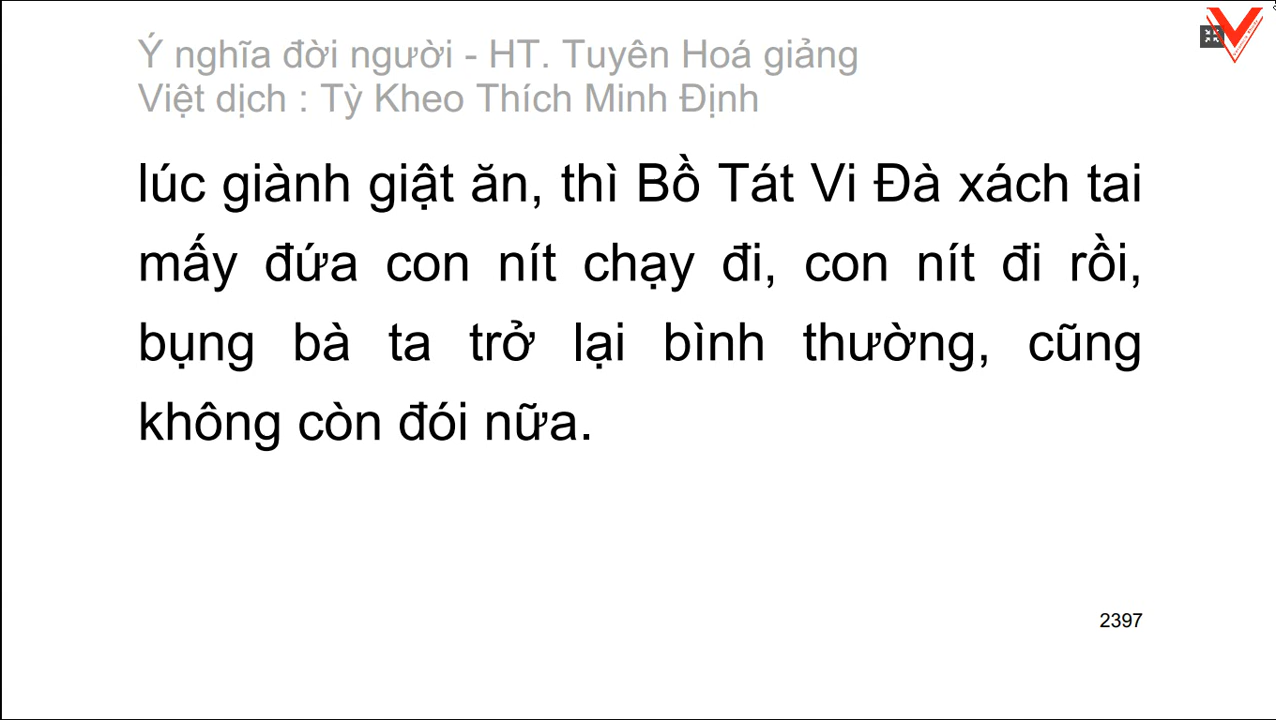 Ý nghĩa đời người - HT. Tuyên Hoá giảng
Việt dịch : Tỳ Kheo Thích Minh Định
lúc giành giật ăn, thì Bồ Tát Vi Đà xách tai
mấy đứa con nít chạy đi, con nít đi rồi,
bụng bà ta trở lại bình thường, cũng
không còn đói nữa.
2397